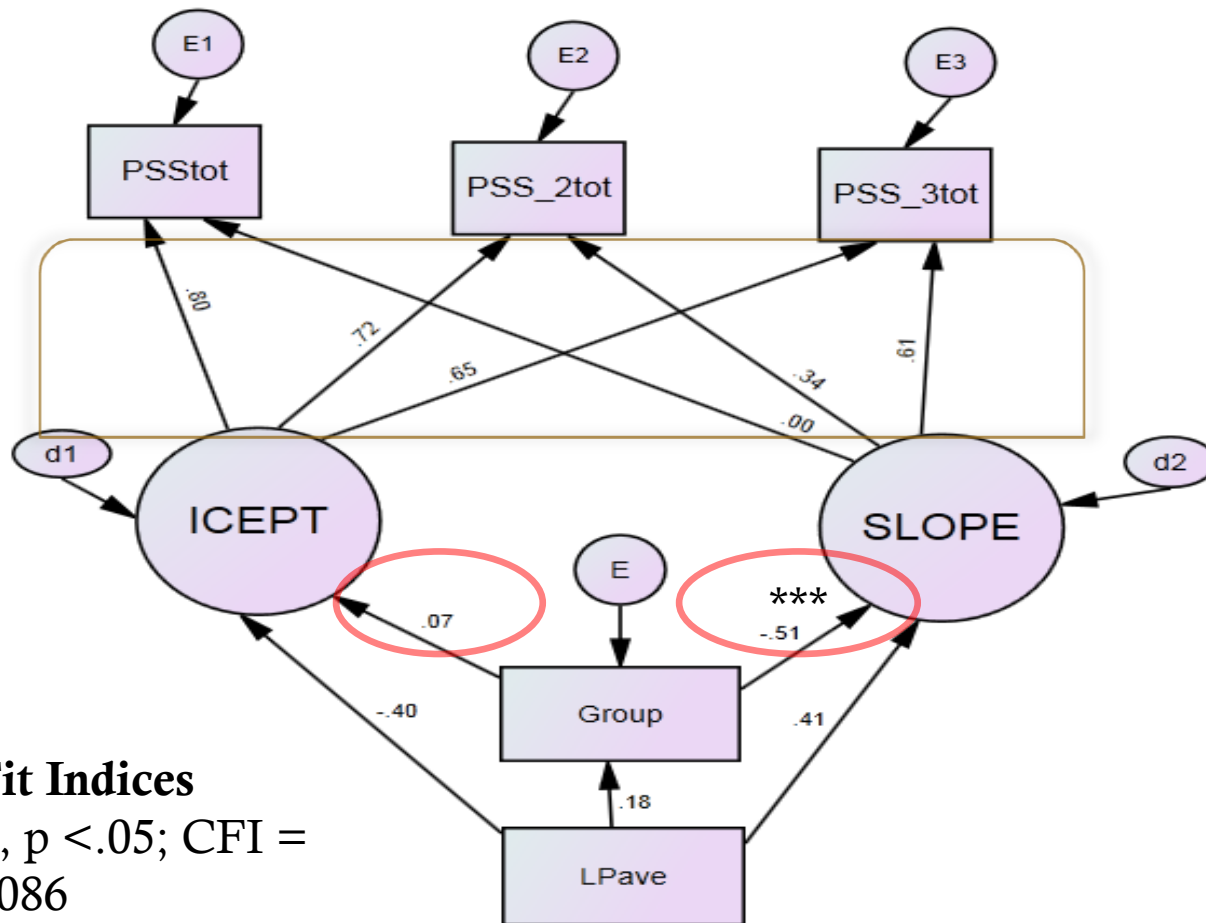 E1
E2
E3
PSStot
PSS_2tot
PSS_3tot
.80
.72
.65
.34
.61
.00
d1
d2
ICEPT
SLOPE
E
***
.07
-.51
Group
-.40
.41
.18
LPave
it Indices
, p <.05; CFI =
086